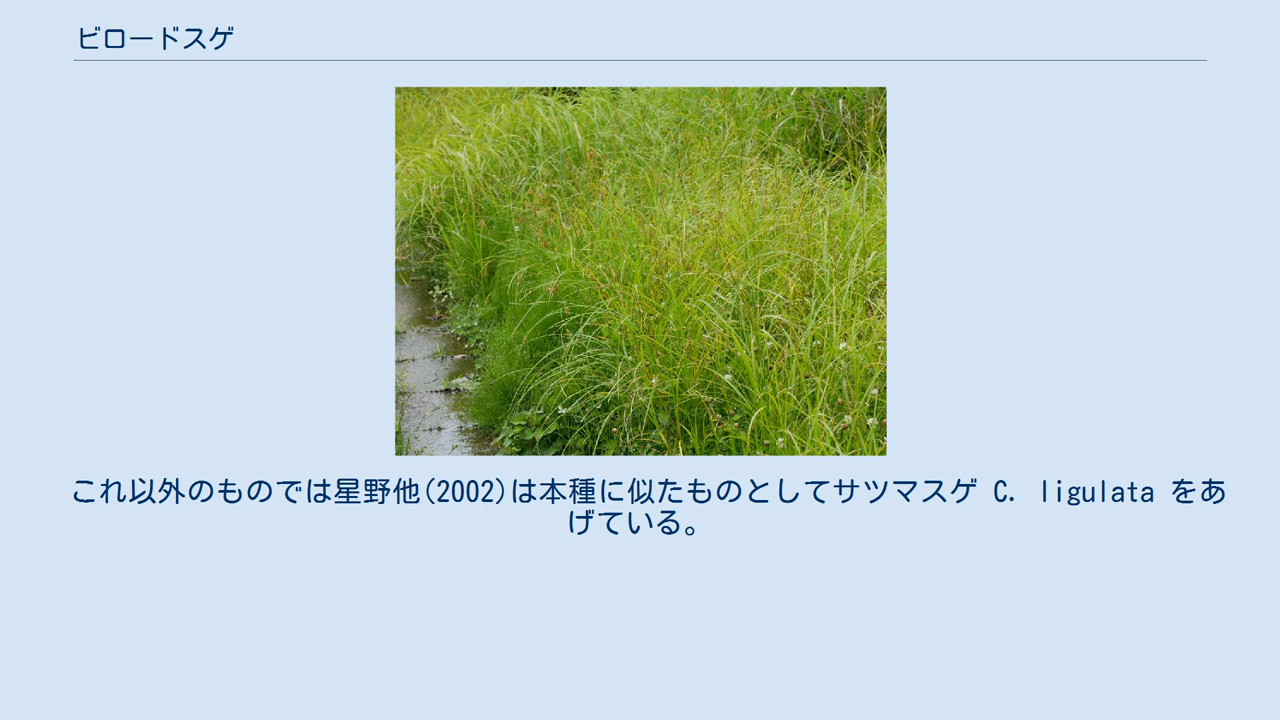 ビロードスゲ
これ以外のものでは星野他(2002)は本種に似たものとしてサツマスゲ C. ligulata をあ
げている。